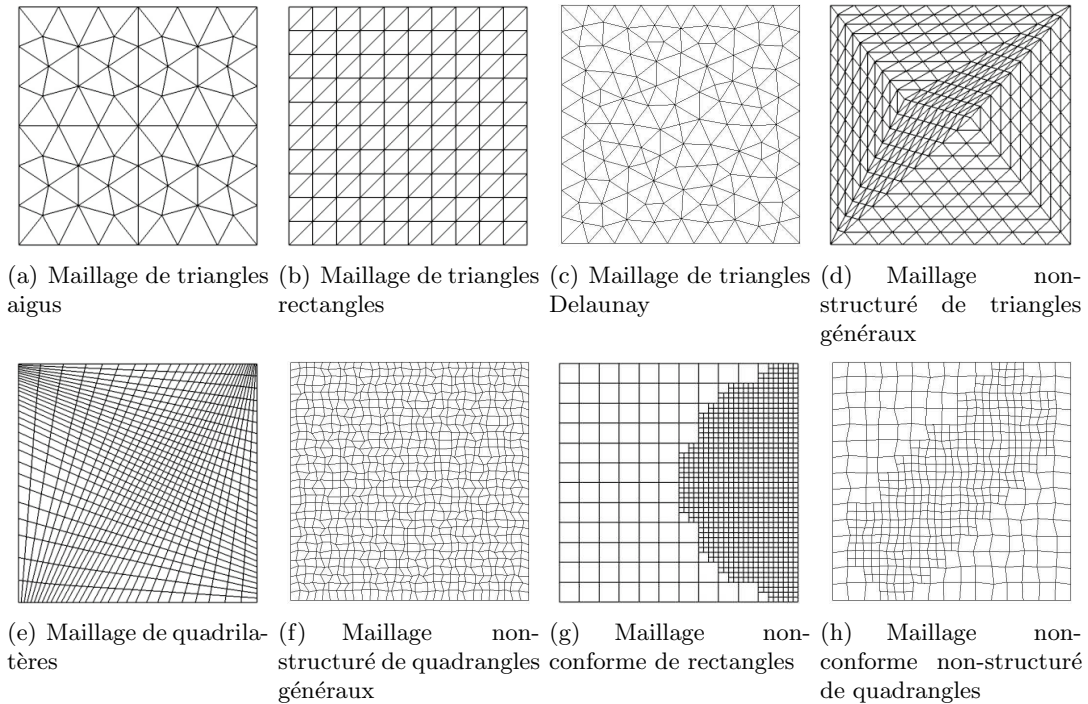 (a) Maillage de triangles
aigus
(b) Maillage de triangles
rectangles
(c) Maillage de triangles
Delaunay
(d) Maillage non-
structuré de triangles
généraux
(e) Maillage de quadrila-
tères
(f) Maillage non-
structuré de quadrangles
généraux
(g) Maillage non-
conforme de rectangles
(h) Maillage non-
conforme non-structuré
de quadrangles